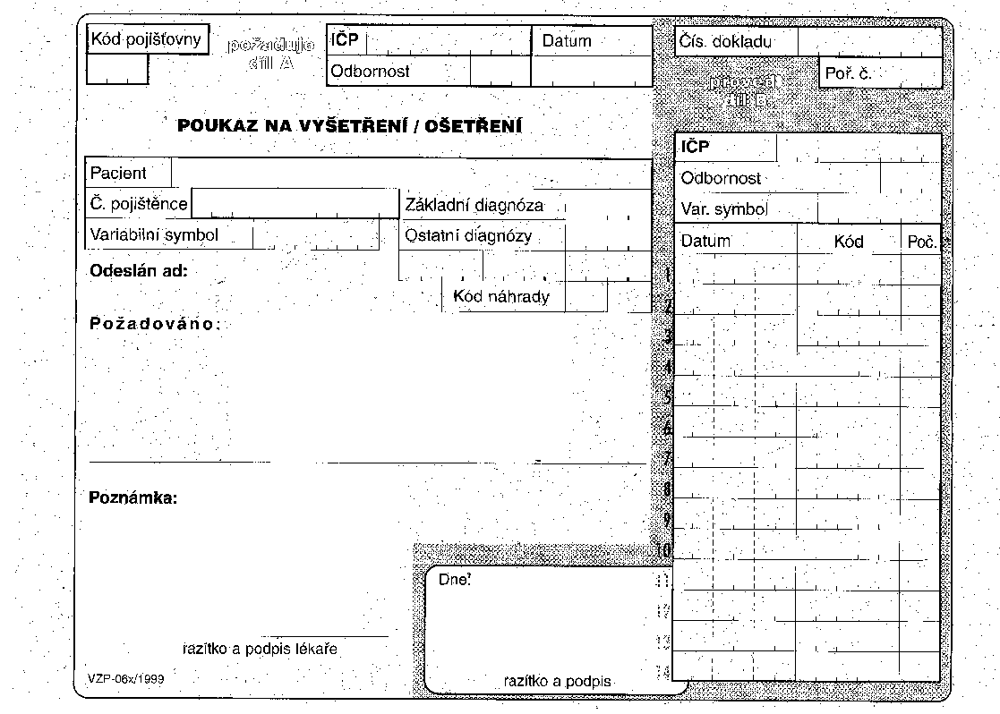 Kód pojišťovny
požaduje
díl A
IČP
Datum
Odbornost
Čís. dokladu
Poř. č.
díl B
POUKAZ NA VYŠETŘENÍ / OŠETŘENÍ
IČP
Pacient
Odbornost
Č. pojištěnce
Základní diagnóza
Var. symbol
Variabilní symbol
Ostatní diagnózy
Datum
Kód
Poč.
Odeslán ad:
1
Kód náhrady
2
Požadováno:
3
4
5
6
7
8
Poznámka:
9
10
Dne:
11
12
13
14
razítko a podpis lékaře
VZP-06x/1999
razítko a podpis